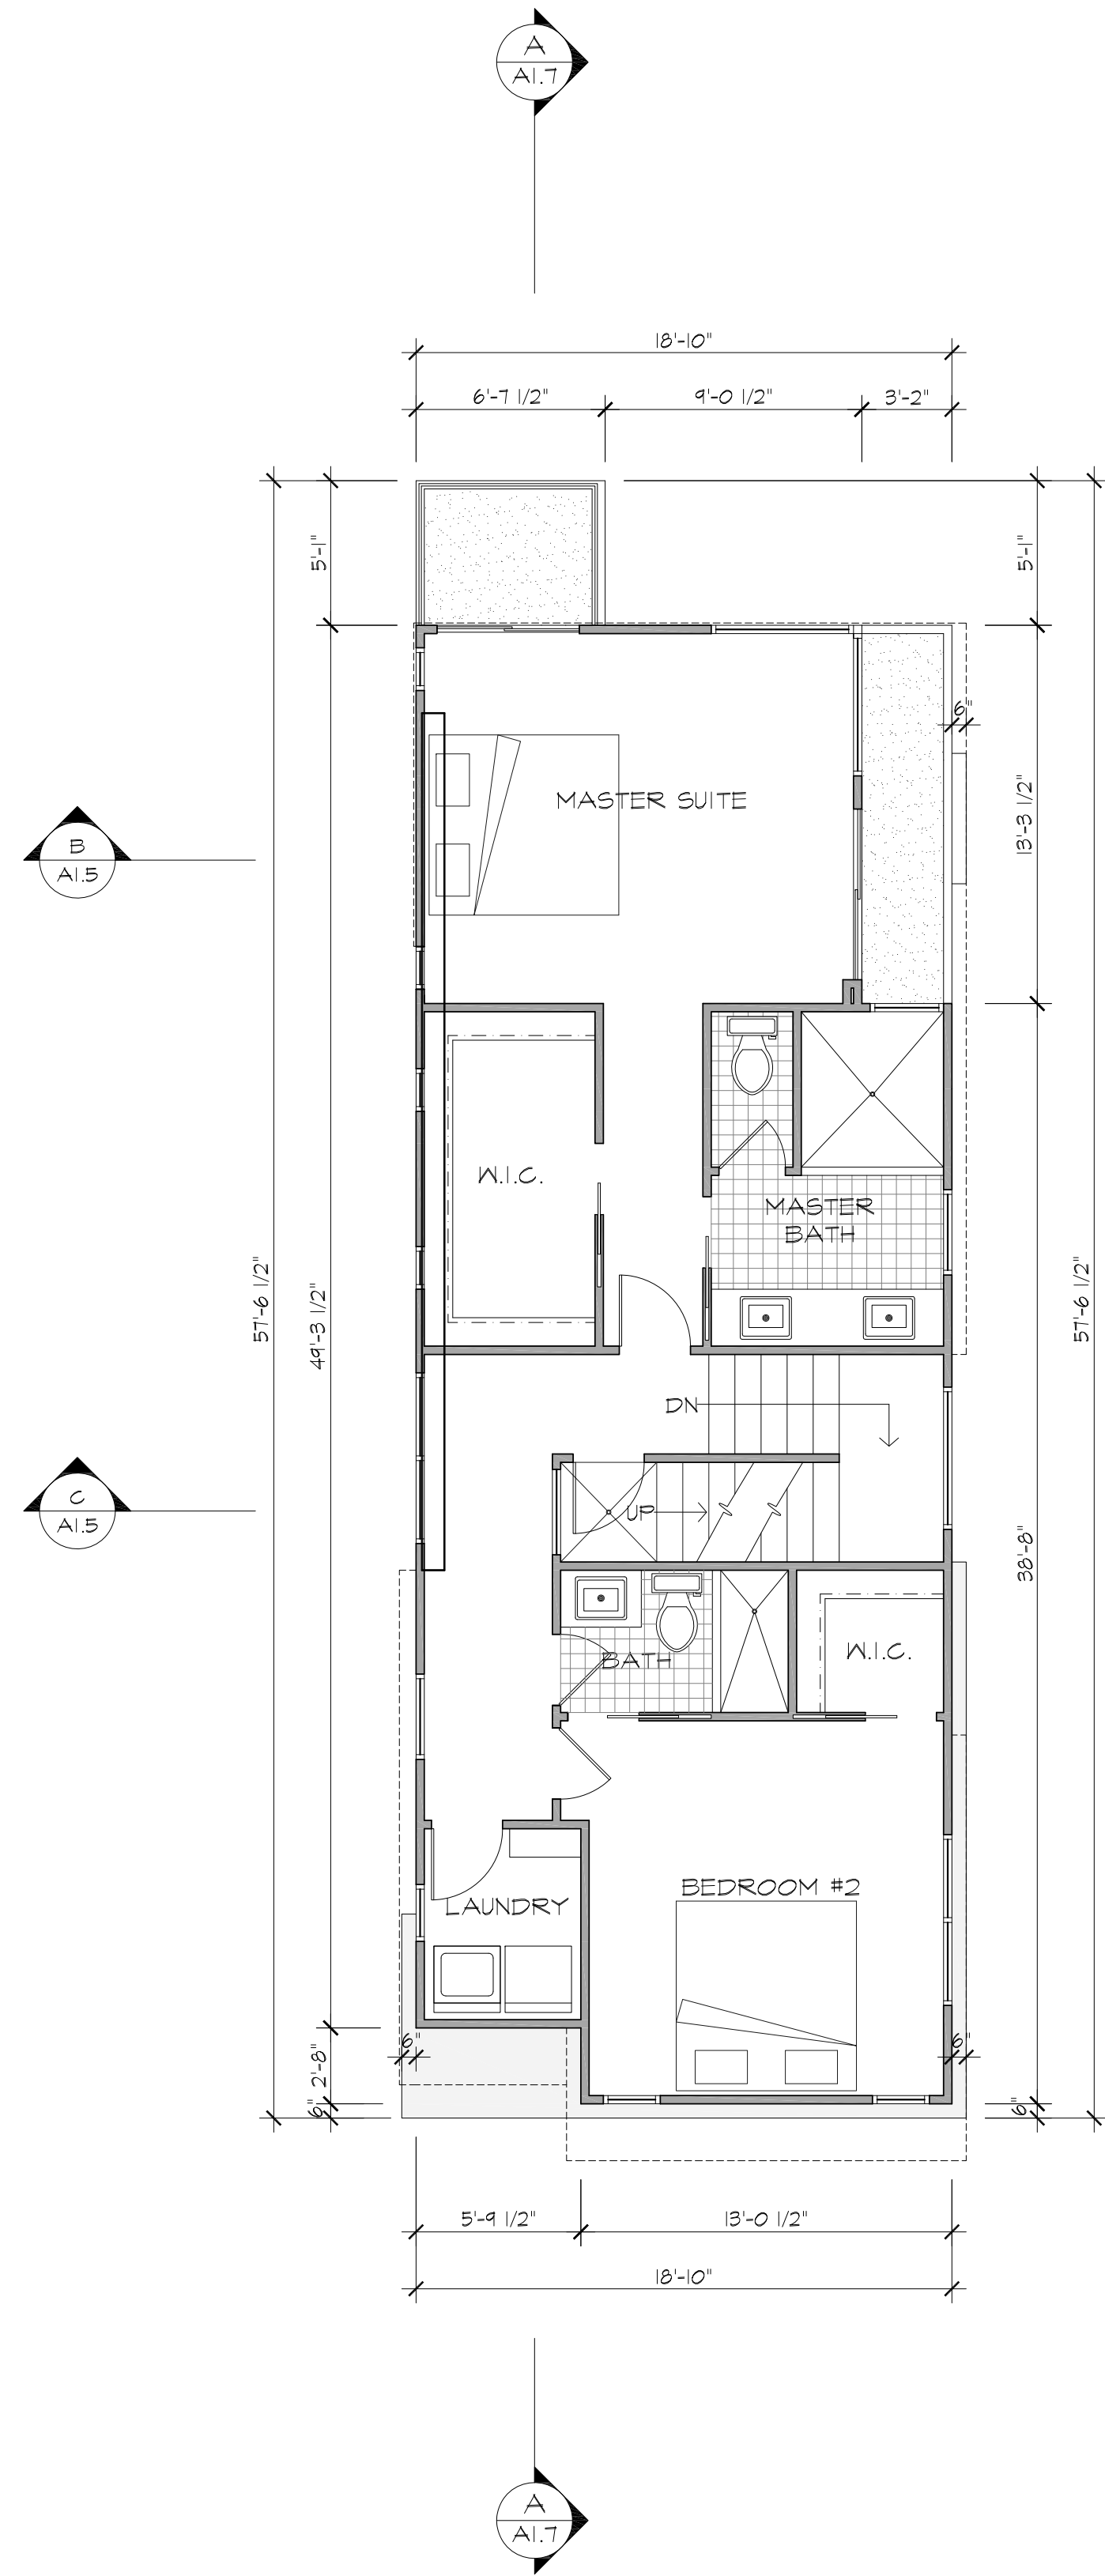 A
A1.7
18'-10"
6'-7 1/2"
9'-0 1/2"
3'-2"
5'-1"
5'-1"
6"
13'-3 1/2"
MASTER SUITE
B
A1.5
W.I.C.
MASTER
BATH
57'-6 1/2"
49'-3 1/2"
57'-6 1/2"
DN
C
A1.5
UP
38'-8"
BATH
W.I.C.
BEDROOM #2
LAUNDRY
6"
6"
2'-8"
6"
6"
5'-9 1/2"
13'-0 1/2"
18'-10"
A
A1.7